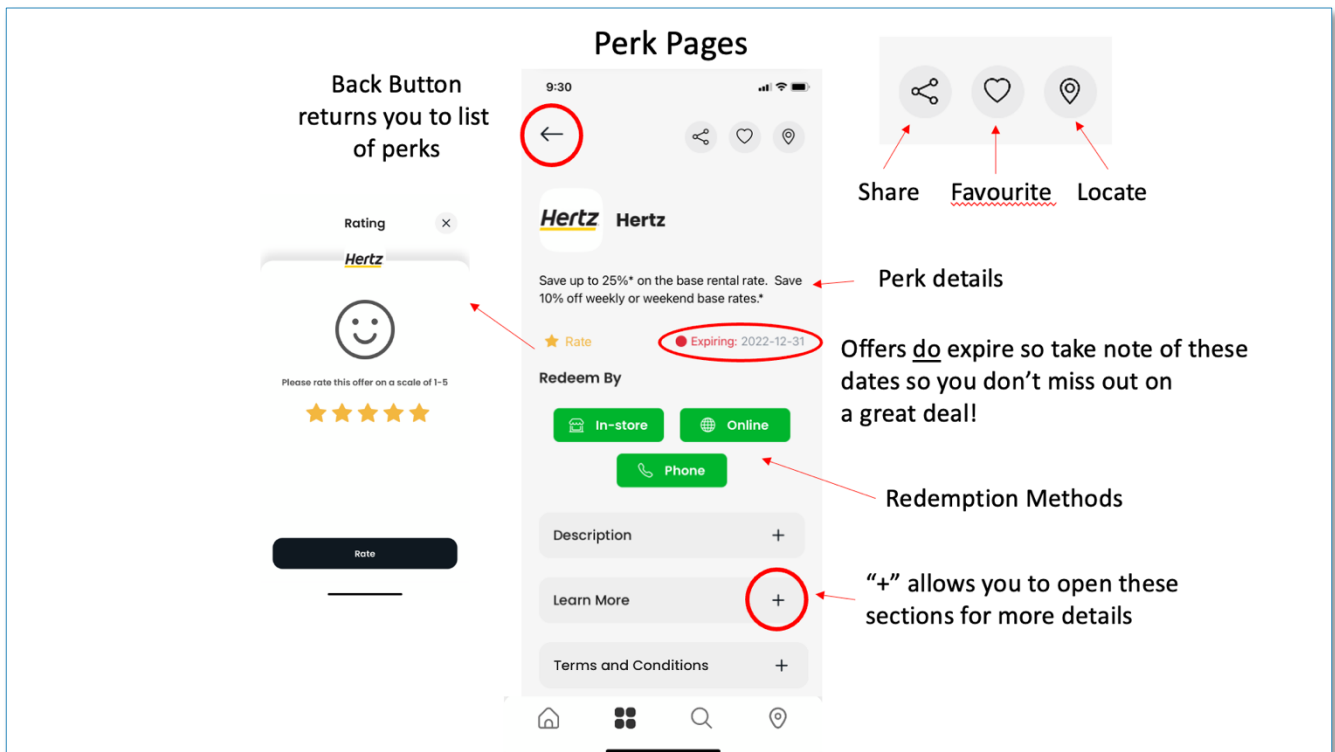 Perk Pages
Back Button
returns you to list
of perks
9:30
Share Favourite Locate
Rating
Hertz
Please rate this offer on a scale of 1-5
Rate
Hertz Hertz
Save up to 25%* on the base rental rate. Save
10% off weekly or weekend base rates.*
Rate Expiring: 2022-12-31
Redeem By
In-store Online
Phone
Description +
Learn More +
Terms and Conditions +
Perk details
Offers do expire so take note of these
dates so you don’t miss out on
a great deal!
Redemption Methods
“+” allows you to open these
sections for more details